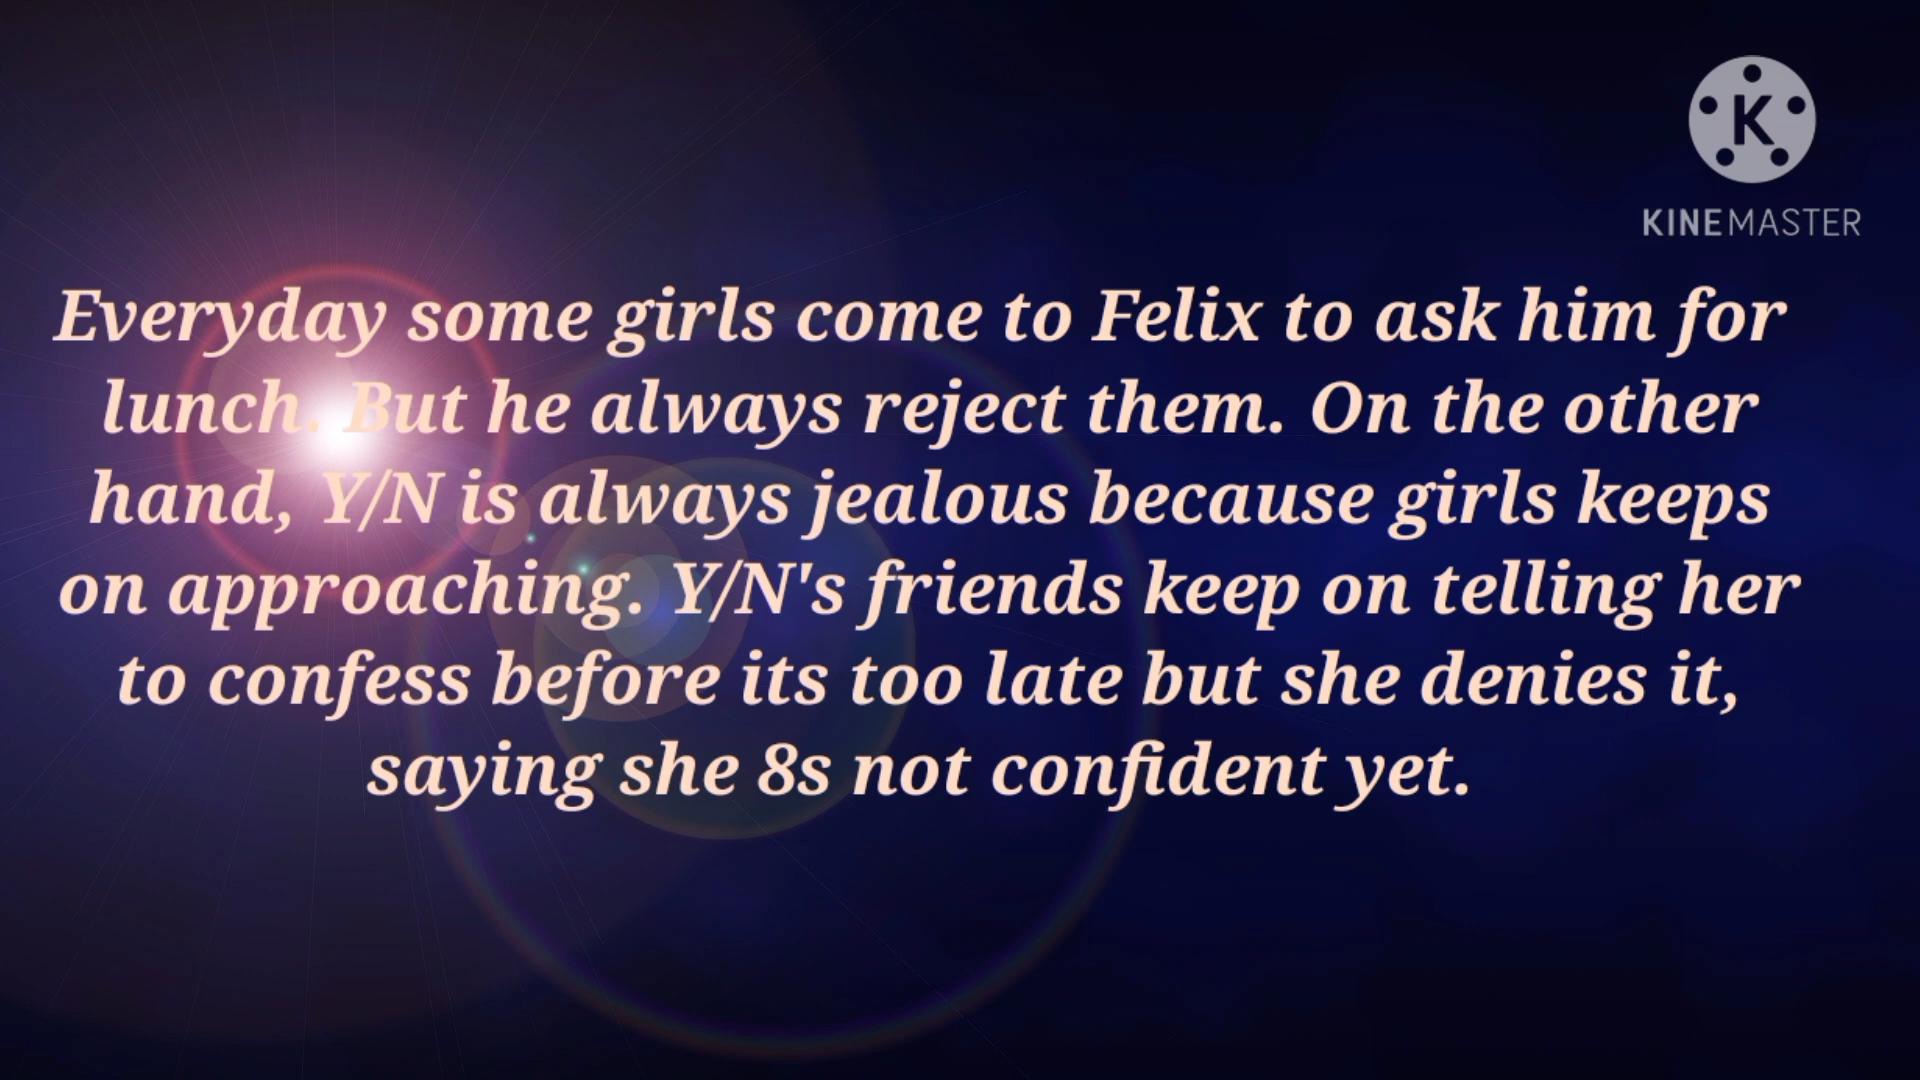 K
KINEMASTER
Everyday some girls come to Felix to ask him for
lunch. But he always reject them. On the other
hand, Y/N is always jealous because girls keeps
on approaching. Y/N's friends keep on telling her
to confess before its too late but she denies it,
saying she 8s not confident yet.